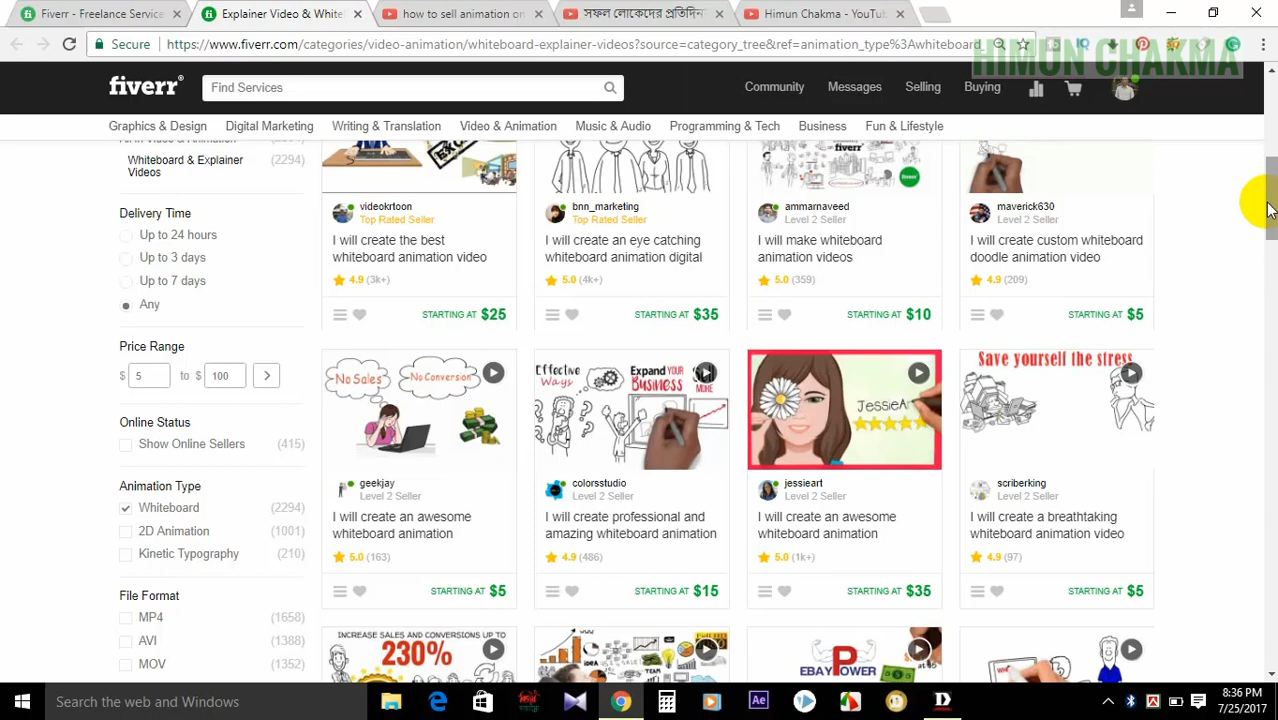 Fiverr - Freelance Service
Explainer Video & White
how to sell animation on
সফল লোকেদের প্রতিদিন
Himun Chakma - YouTube
Secure
https://www.fiverr.com/categories/video-animation/whiteboard-explainer-videos?source=category_tree&ref=animation_type%3Awhiteboard
HIMUN CHAKMA
fiverr
Find Services
Community
Messages
Selling
Buying
Graphics & Design
Digital Marketing
Writing & Translation
Video & Animation
Music & Audio
Programming & Tech
Business
Fun & Lifestyle
Whiteboard & Explainer (2294)
Videos
Delivery Time
Up to 24 hours
Up to 3 days
Up to 7 days
Any
Price Range
$ 5 to $ 100
Online Status
Show Online Sellers (415)
Animation Type
Whiteboard (2294)
2D Animation (1001)
Kinetic Typography (210)
File Format
MP4 (1658)
AVI (1388)
MOV (1352)
fiverr
videokrtoon
Top Rated Seller
I will create the best
whiteboard animation video
4.9 (3k+)
STARTING AT $25
bnn_marketing
Top Rated Seller
I will create an eye catching
whiteboard animation digital
5.0 (4k+)
STARTING AT $35
ammarnaveed
Level 2 Seller
I will make whiteboard
animation videos
5.0 (359)
STARTING AT $10
maverick630
Level 2 Seller
I will create custom whiteboard
doodle animation video
4.9 (209)
STARTING AT $5
No Sales
No Conversion
geekjay
Level 2 Seller
I will create an awesome
whiteboard animation
5.0 (163)
STARTING AT $5
Effective
Ways
Expand YOUR
BUSINESS
MORE
colorsstudio
Level 2 Seller
I will create professional and
amazing whiteboard animation
4.9 (486)
STARTING AT $15
JessieAr
jessieart
Level 2 Seller
I will create an awesome
whiteboard animation
5.0 (1k+)
STARTING AT $35
Save yourself the stress
scriberking
Level 2 Seller
I will create a breathtaking
whiteboard animation video
4.9 (97)
STARTING AT $5
INCREASE SALES AND CONVERSIONS UP TO
230%
IDEA
TEAM
EBAY POWER
Search the web and Windows
Ae
8:36 PM
7/25/2017